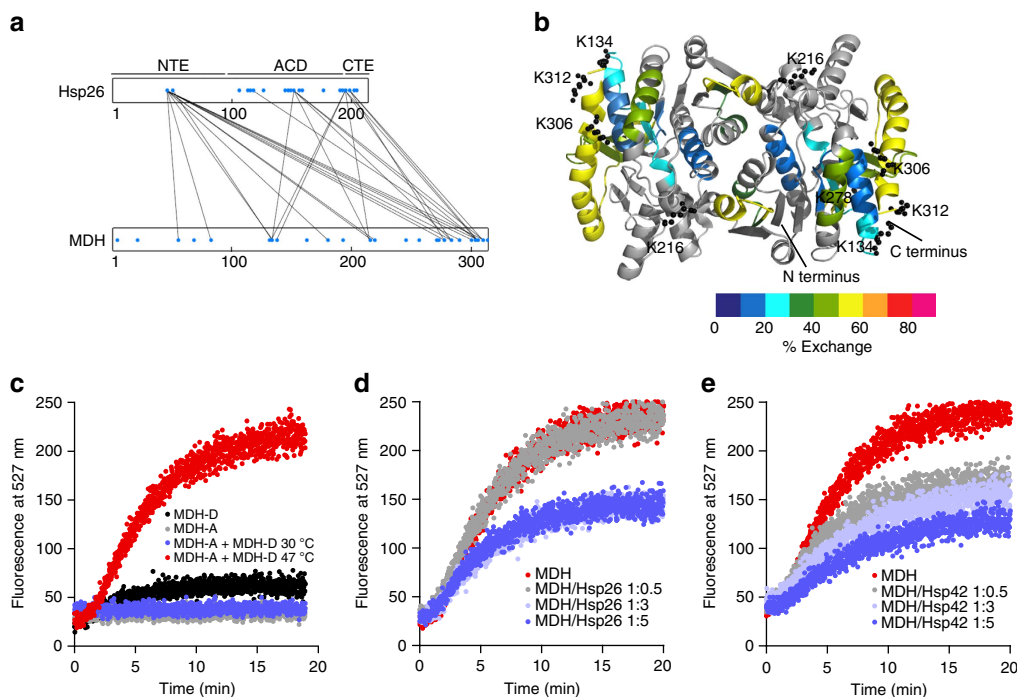 a
NTE ACD CTE
Hsp26
1 100 200
MDH
1 100 200 300
b
K134
K216
K312
K306
K306
K278
K312
K216
K134
C terminus
N terminus
0 20 40 60 80
% Exchange
c
Fluorescence at 527 nm
250
200
150
100
50
0
MDH-D
MDH-A
MDH-A + MDH-D 30 °C
MDH-A + MDH-D 47 °C
0 5 10 15 20
Time (min)
d
Fluorescence at 527 nm
250
200
150
100
50
0
MDH
MDH/Hsp26 1:0.5
MDH/Hsp26 1:3
MDH/Hsp26 1:5
0 5 10 15 20
Time (min)
e
Fluorescence at 527 nm
250
200
150
100
50
0
MDH
MDH/Hsp42 1:0.5
MDH/Hsp42 1:3
MDH/Hsp42 1:5
0 5 10 15 20
Time (min)